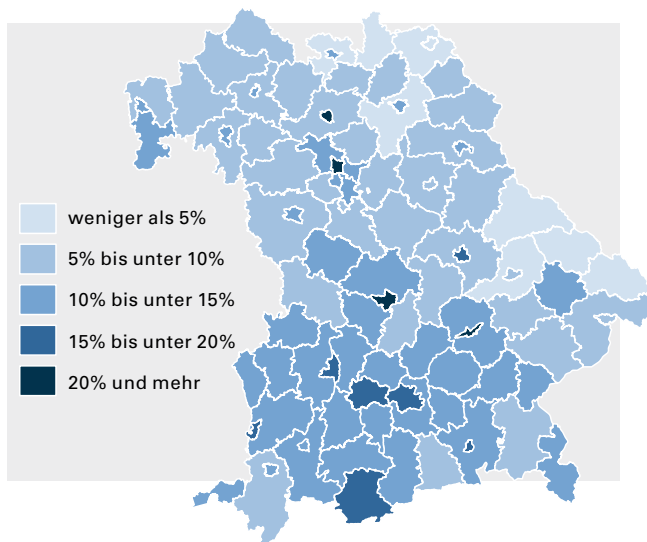 weniger als 5%
5% bis unter 10%
10% bis unter 15%
15% bis unter 20%
20% und mehr